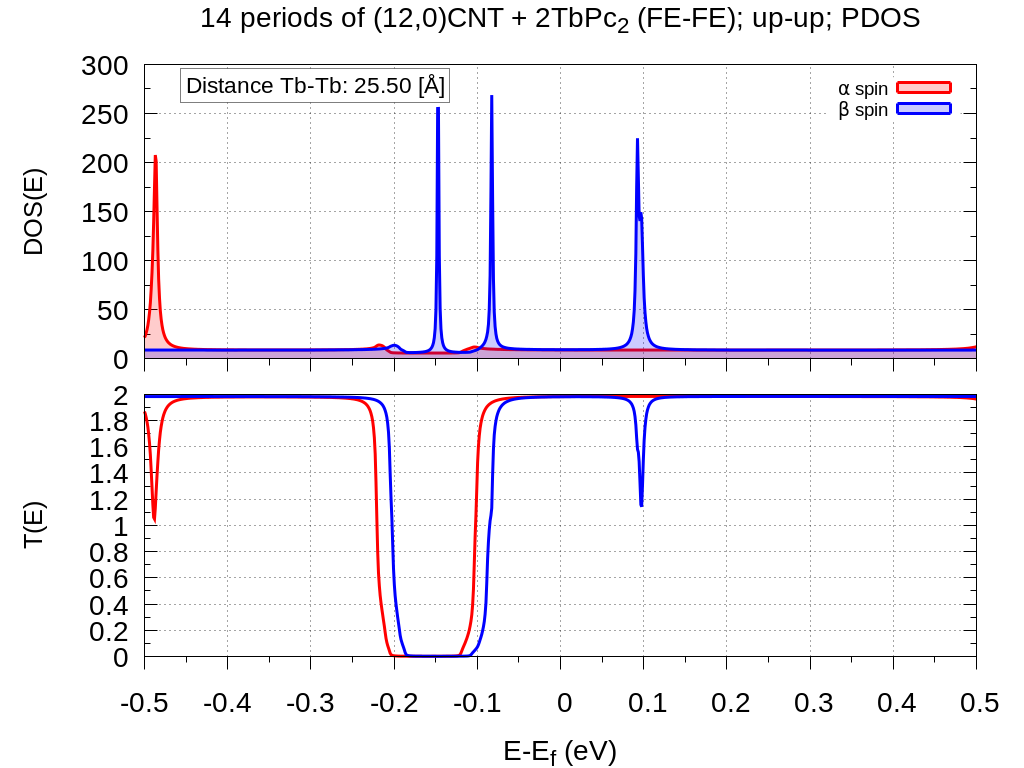 14 periods of (12,0)CNT + 2TbPc2 (FE-FE); up-up; PDOS
Distance Tb-Tb: 25.50 [Å]
α spin
β spin
DOS(E)
300
250
200
150
100
50
0
T(E)
2
1.8
1.6
1.4
1.2
1
0.8
0.6
0.4
0.2
0
-0.5 -0.4 -0.3 -0.2 -0.1 0 0.1 0.2 0.3 0.4 0.5
E-Ef (eV)